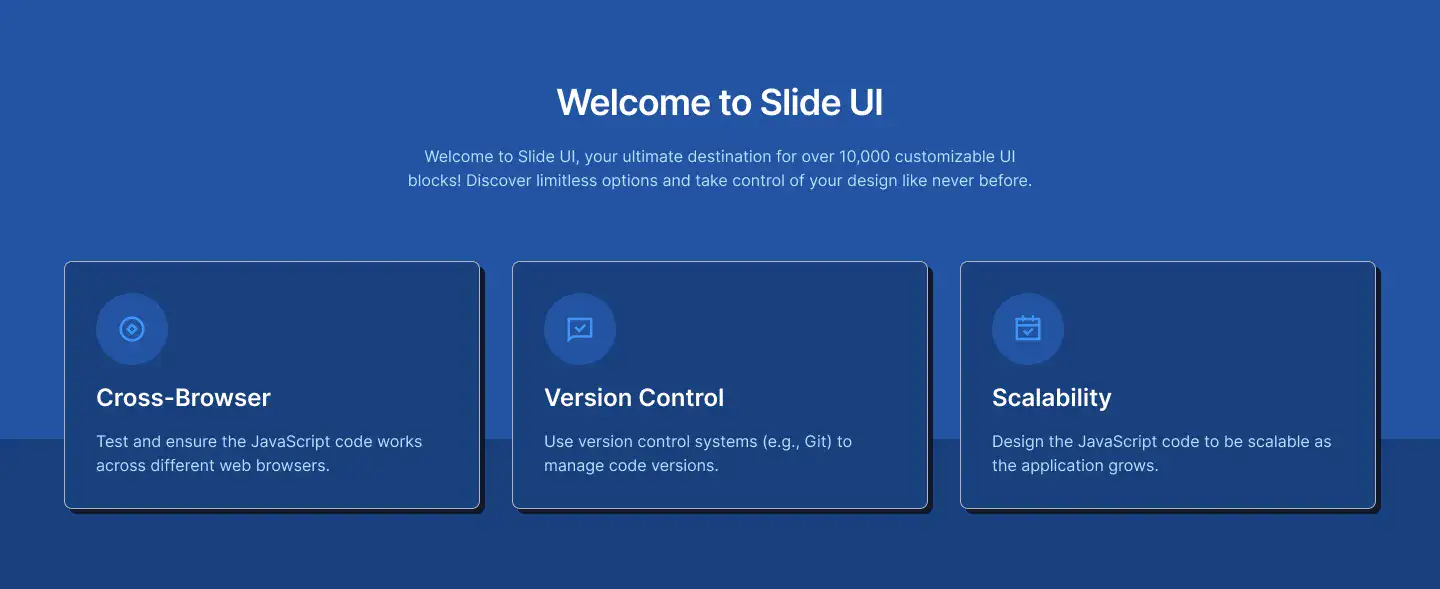 Welcome to Slide UI
Welcome to Slide UI, your ultimate destination for over 10,000 customizable UI
blocks! Discover limitless options and take control of your design like never before.
Cross-Browser
Test and ensure the JavaScript code works
across different web browsers.
Version Control
Use version control systems (e.g., Git) to
manage code versions.
Scalability
Design the JavaScript code to be scalable as
the application grows.